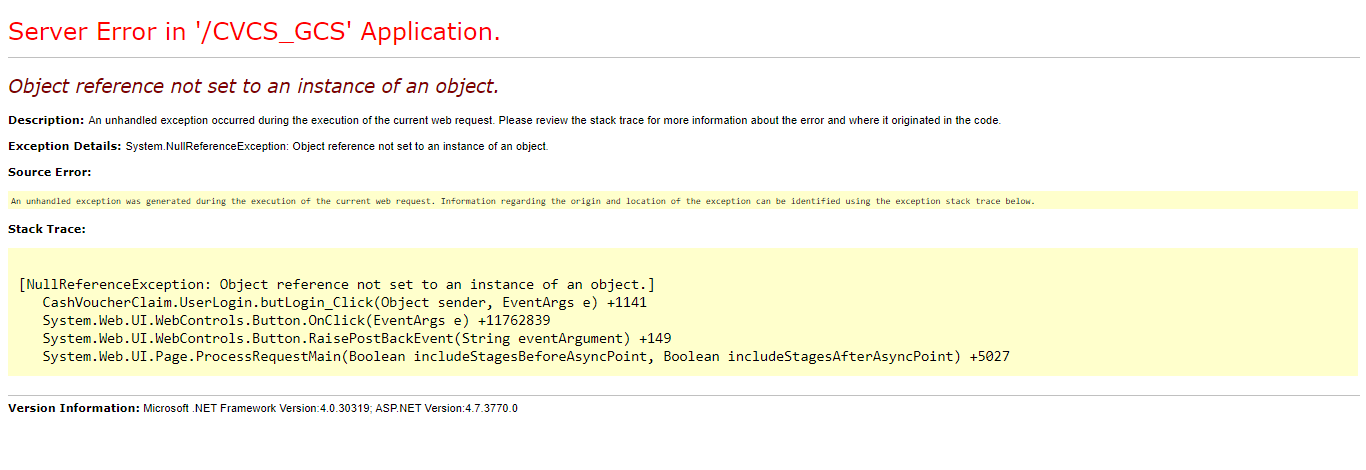 Server Error in '/CVCS_GCS' Application.
Object reference not set to an instance of an object.
Description: An unhandled exception occurred during the execution of the current web request. Please review the stack trace for more information about the error and where it originated in the code.
Exception Details: System.NullReferenceException: Object reference not set to an instance of an object.
Source Error:
An unhandled exception was generated during the execution of the current web request. Information regarding the origin and location of the exception can be identified using the exception stack trace below.
Stack Trace:
[NullReferenceException: Object reference not set to an instance of an object.]
CashVoucherClaim.UserLogin.butLogin_Click(Object sender, EventArgs e) +1141
System.Web.UI.WebControls.Button.OnClick(EventArgs e) +11762839
System.Web.UI.WebControls.Button.RaisePostBackEvent(String eventArgument) +149
System.Web.UI.Page.ProcessRequestMain(Boolean includeStagesBeforeAsyncPoint, Boolean includeStagesAfterAsyncPoint) +5027
Version Information: Microsoft .NET Framework Version:4.0.30319; ASP.NET Version:4.7.3770.0